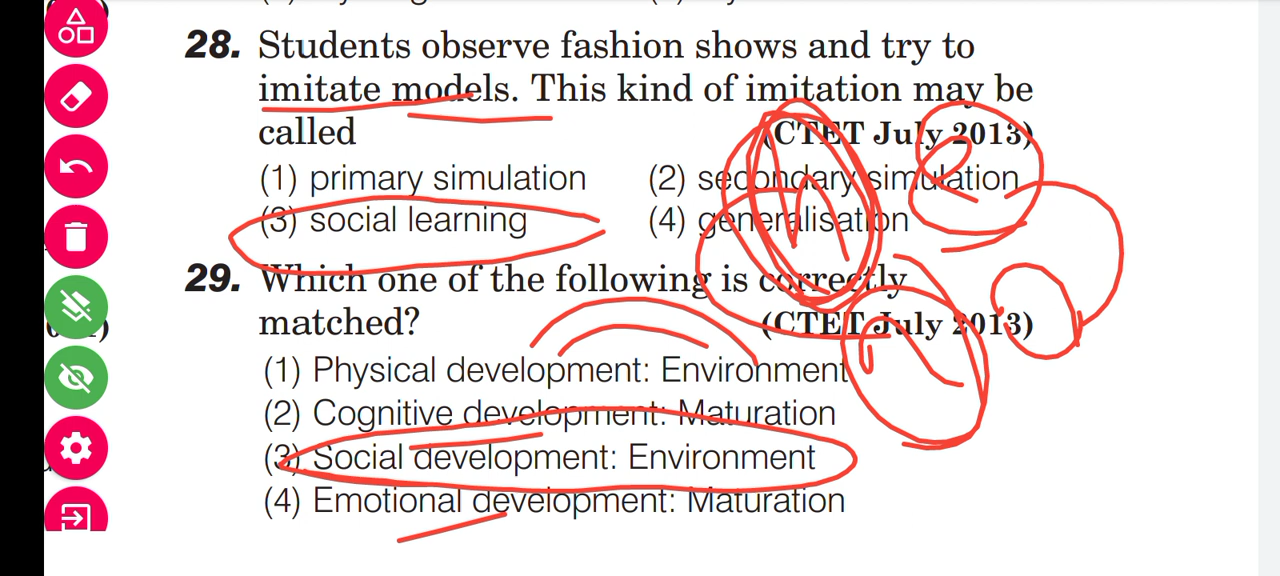 28. Students observe fashion shows and try to
imitate models. This kind of imitation may be
called (CTET July 2013)
(1) primary simulation (2) secondary simulation
(3) social learning (4) generalisation
29. Which one of the following is correctly
matched? (CTET July 2013)
(1) Physical development: Environment
(2) Cognitive development: Maturation
(3) Social development: Environment
(4) Emotional development: Maturation